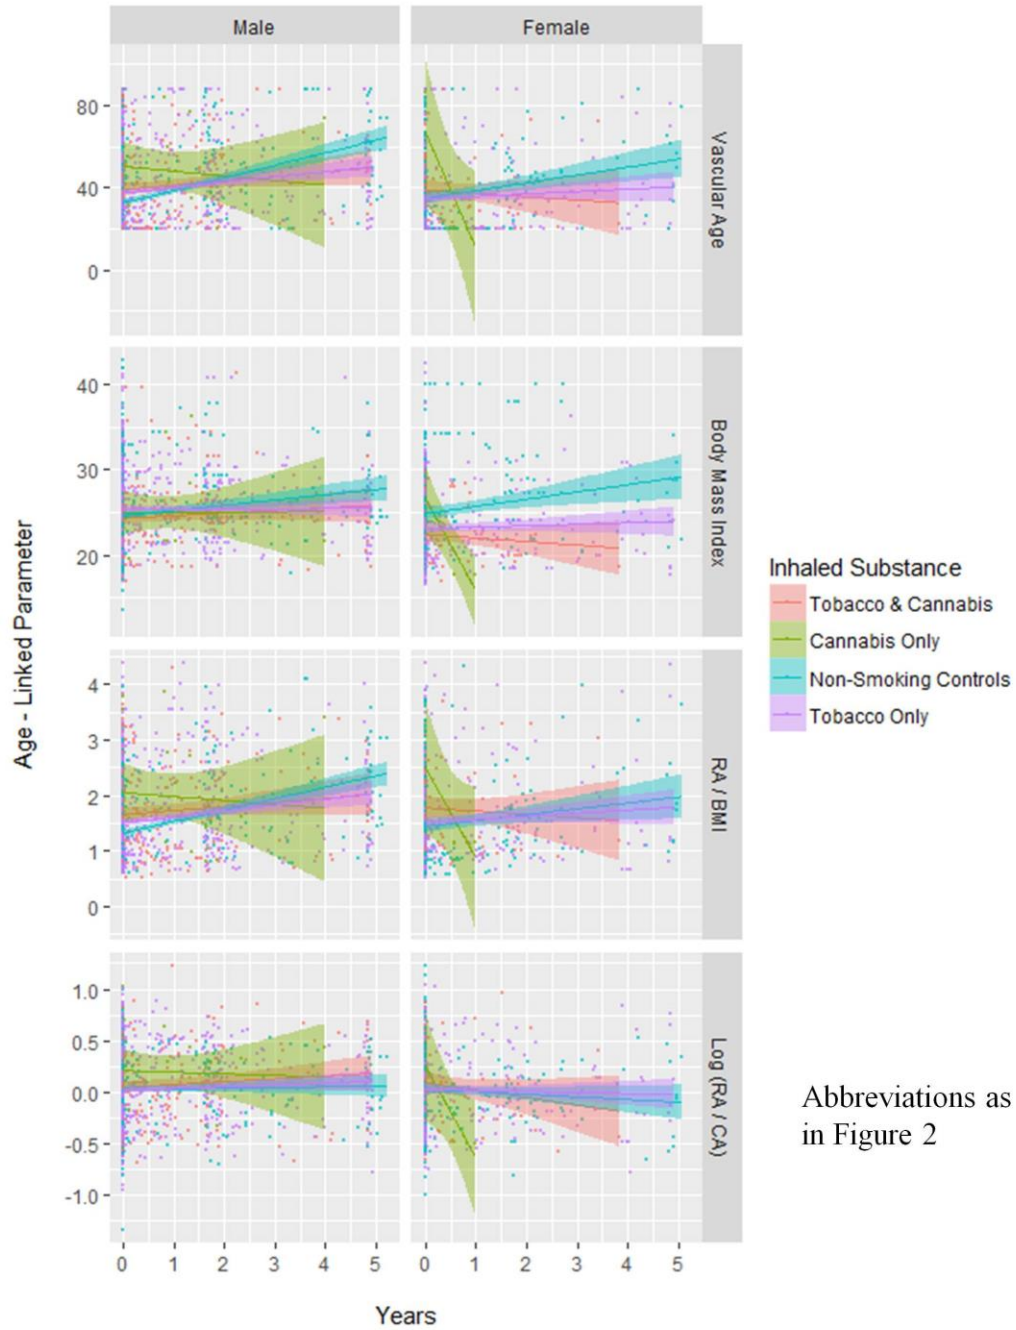 Male
Female
80
40
0
Vascular Age
40
30
20
Body Mass Index
Age - Linked Parameter
4
3
2
1
0
RA / BMI
1.0
0.5
0.0
-0.5
-1.0
Log (RA / CA)
0 1 2 3 4 5
0 1 2 3 4 5
Years
Inhaled Substance
Tobacco & Cannabis
Cannabis Only
Non-Smoking Controls
Tobacco Only
Abbreviations as
in Figure 2